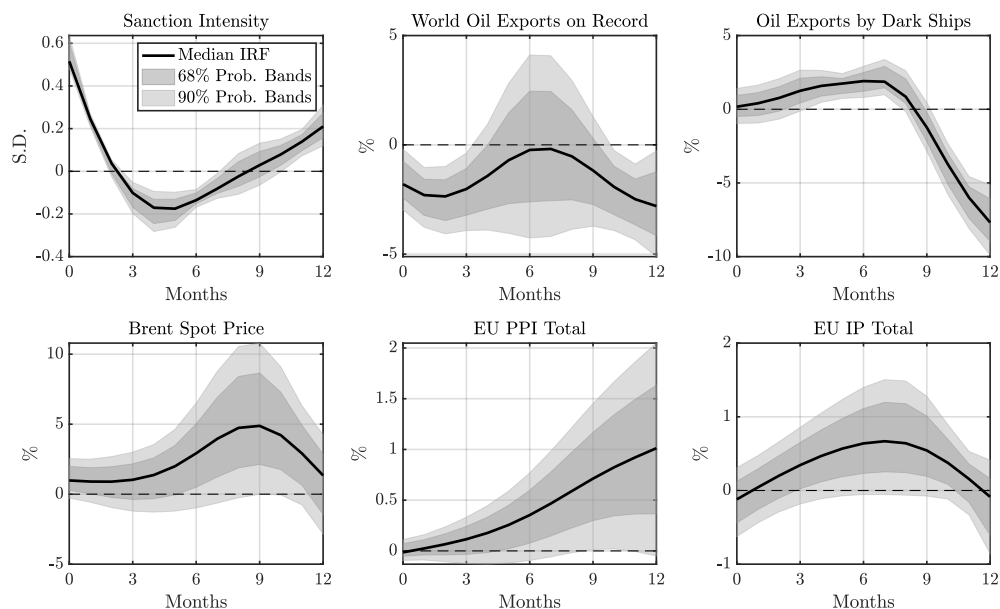 Sanction Intensity
0.6
0.4
0.2
0
-0.2
-0.4
S.D.
Median IRF
68% Prob. Bands
90% Prob. Bands
0 3 6 9 12
Months
World Oil Exports on Record
5
0
-5
%
0 3 6 9 12
Months
Oil Exports by Dark Ships
5
0
-5
-10
%
0 3 6 9 12
Months
Brent Spot Price
10
5
0
-5
%
0 3 6 9 12
Months
EU PPI Total
2
1.5
1
0.5
0
%
0 3 6 9 12
Months
EU IP Total
2
1
0
-1
%
0 3 6 9 12
Months